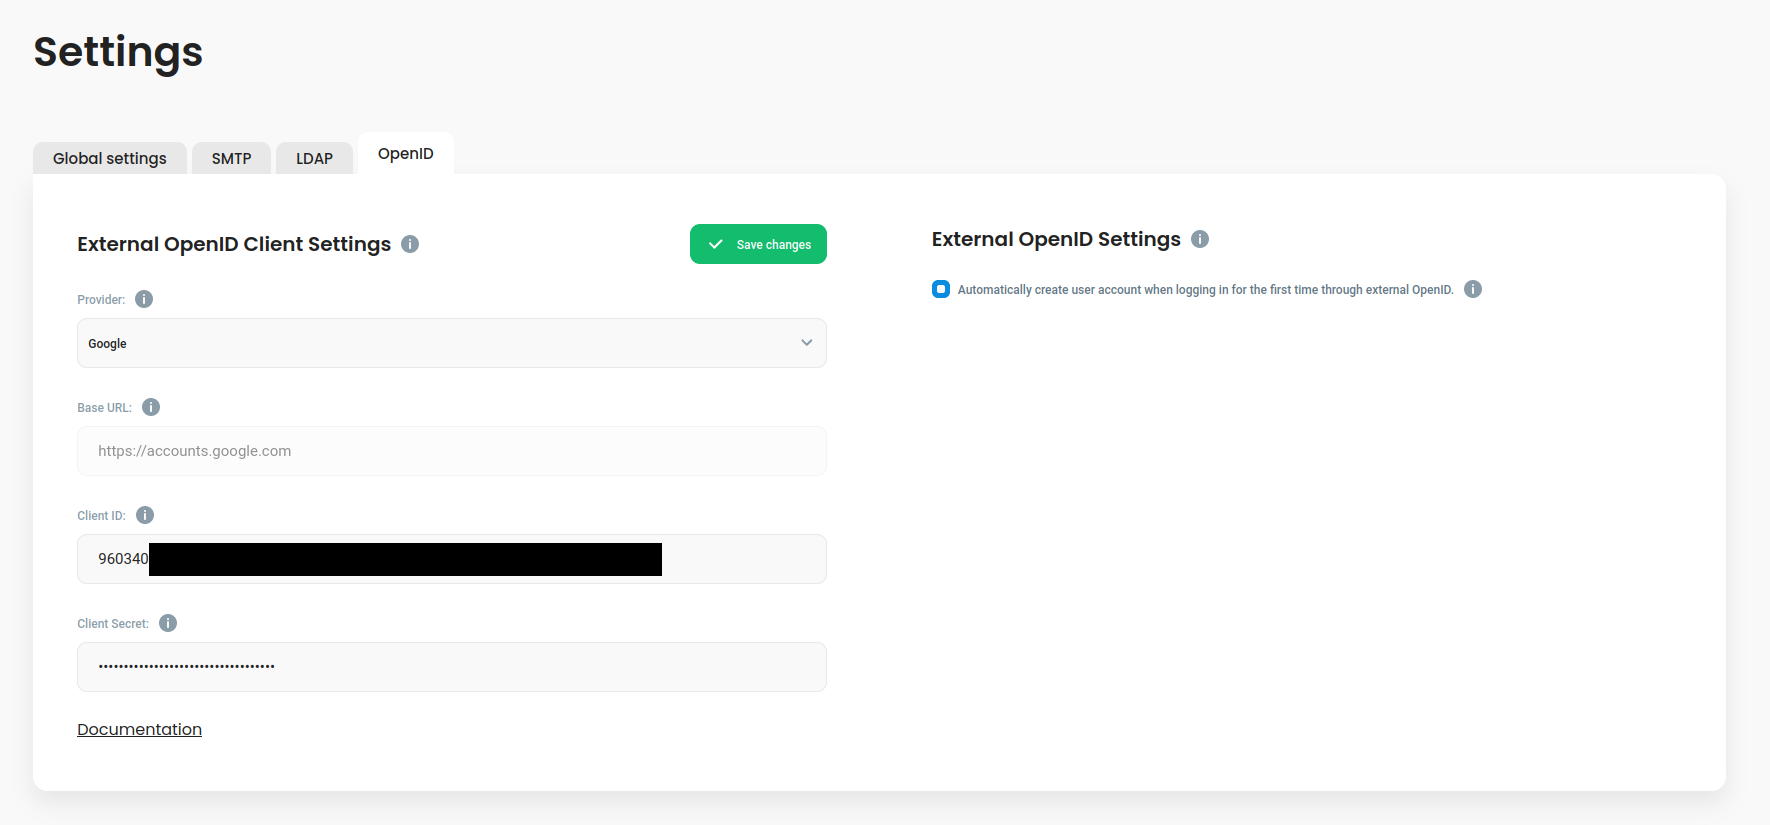 Settings
Global settings
SMTP
LDAP
OpenID
External OpenID Client Settings
Save changes
Provider:
Google
Base URL:
https://accounts.google.com
Client ID:
960340
Client Secret:
•••••••••••••••••••••••••••••••••••
Documentation
External OpenID Settings
Automatically create user account when logging in for the first time through external OpenID.